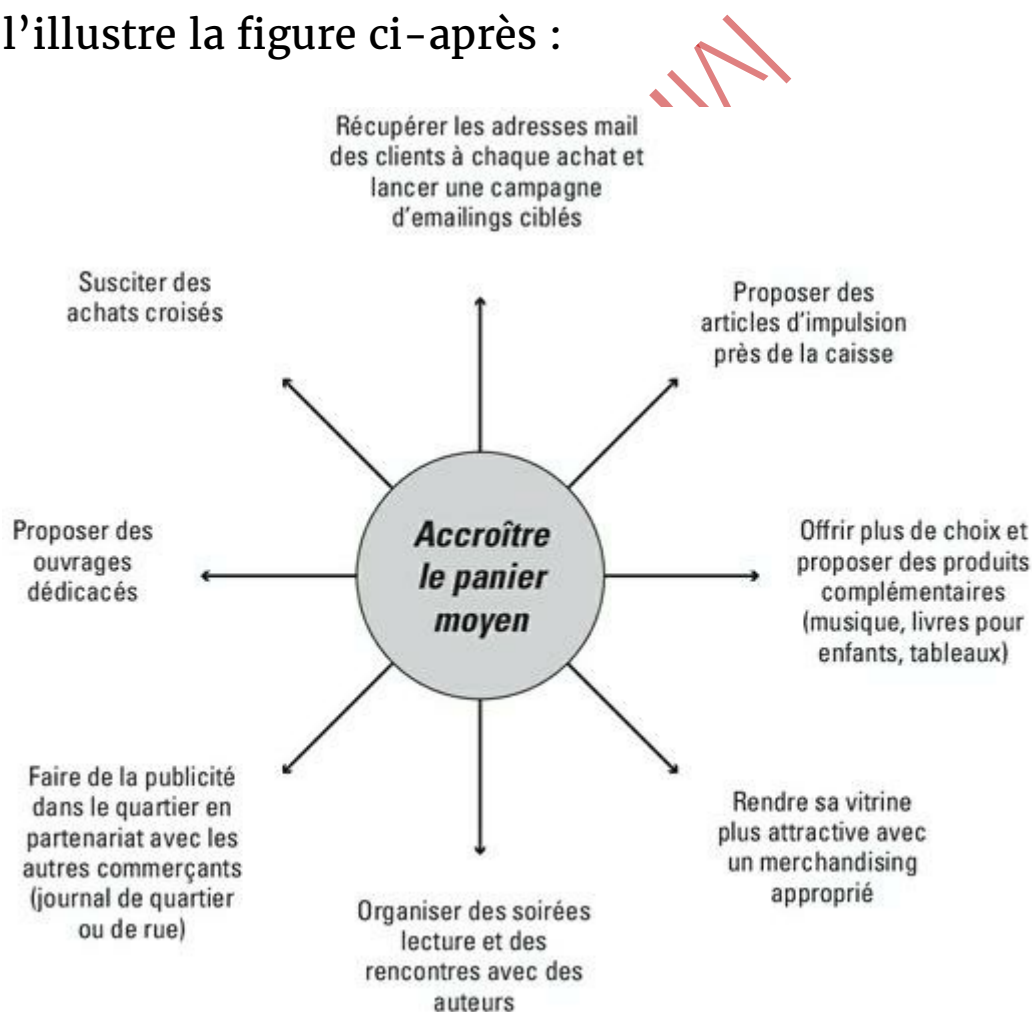 l’illustre la figure ci-après :
Récupérer les adresses mail
des clients à chaque achat et
lancer une campagne
d’emailings ciblés
Susciter des
achats croisés
Proposer des
articles d’impulsion
près de la caisse
Accroître
le panier
moyen
Proposer des
ouvrages
dédicacés
Offrir plus de choix et
proposer des produits
complémentaires
(musique, livres pour
enfants, tableaux)
Faire de la publicité
dans le quartier en
partenariat avec les
autres commerçants
(journal de quartier
ou de rue)
Rendre sa vitrine
plus attractive avec
un merchandising
approprié
Organiser des soirées
lecture et des
rencontres avec des
auteurs